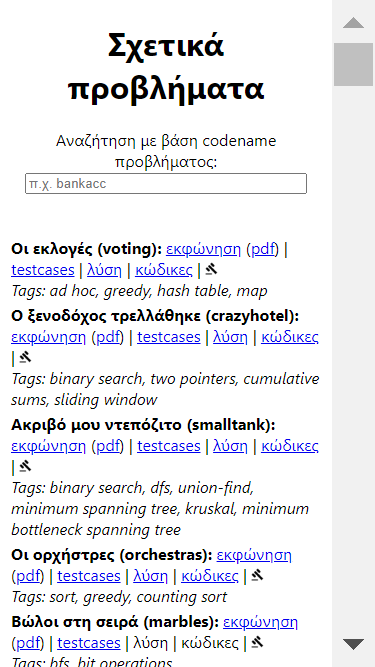 Σχετικά
προβλήματα
Αναζήτηση με βάση codename
προβλήματος:
π.χ. bankacc
Οι εκλογές (voting): εκφώνηση (pdf) |
testcases | λύση | κώδικες |
Tags: ad hoc, greedy, hash table, map
Ο ξενοδόχος τρελλάθηκε (crazyhotel):
εκφώνηση (pdf) | testcases | λύση | κώδικες
|
Tags: binary search, two pointers, cumulative
sums, sliding window
Ακριβό μου ντεπόζιτο (smalltank):
εκφώνηση (pdf) | testcases | λύση | κώδικες
|
Tags: binary search, dfs, union-find,
minimum spanning tree, kruskal, minimum
bottleneck spanning tree
Οι ορχήστρες (orchestras): εκφώνηση
(pdf) | testcases | λύση | κώδικες |
Tags: sort, greedy, counting sort
Βώλοι στη σειρά (marbles): εκφώνηση
(pdf) | testcases | λύση | κώδικες |
Tags: bfs, bit operations